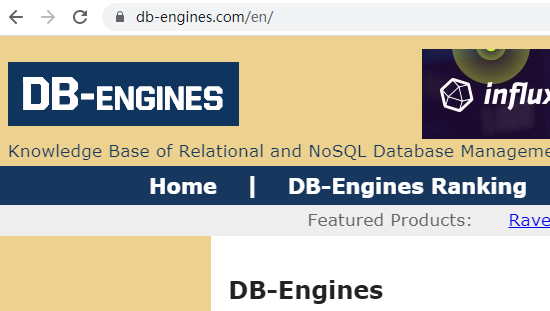 db-engines.com/en/
DB-ENGINES
influx
Knowledge Base of Relational and NoSQL Database Manageme
Home | DB-Engines Ranking
Featured Products: Rave
DB-Engines